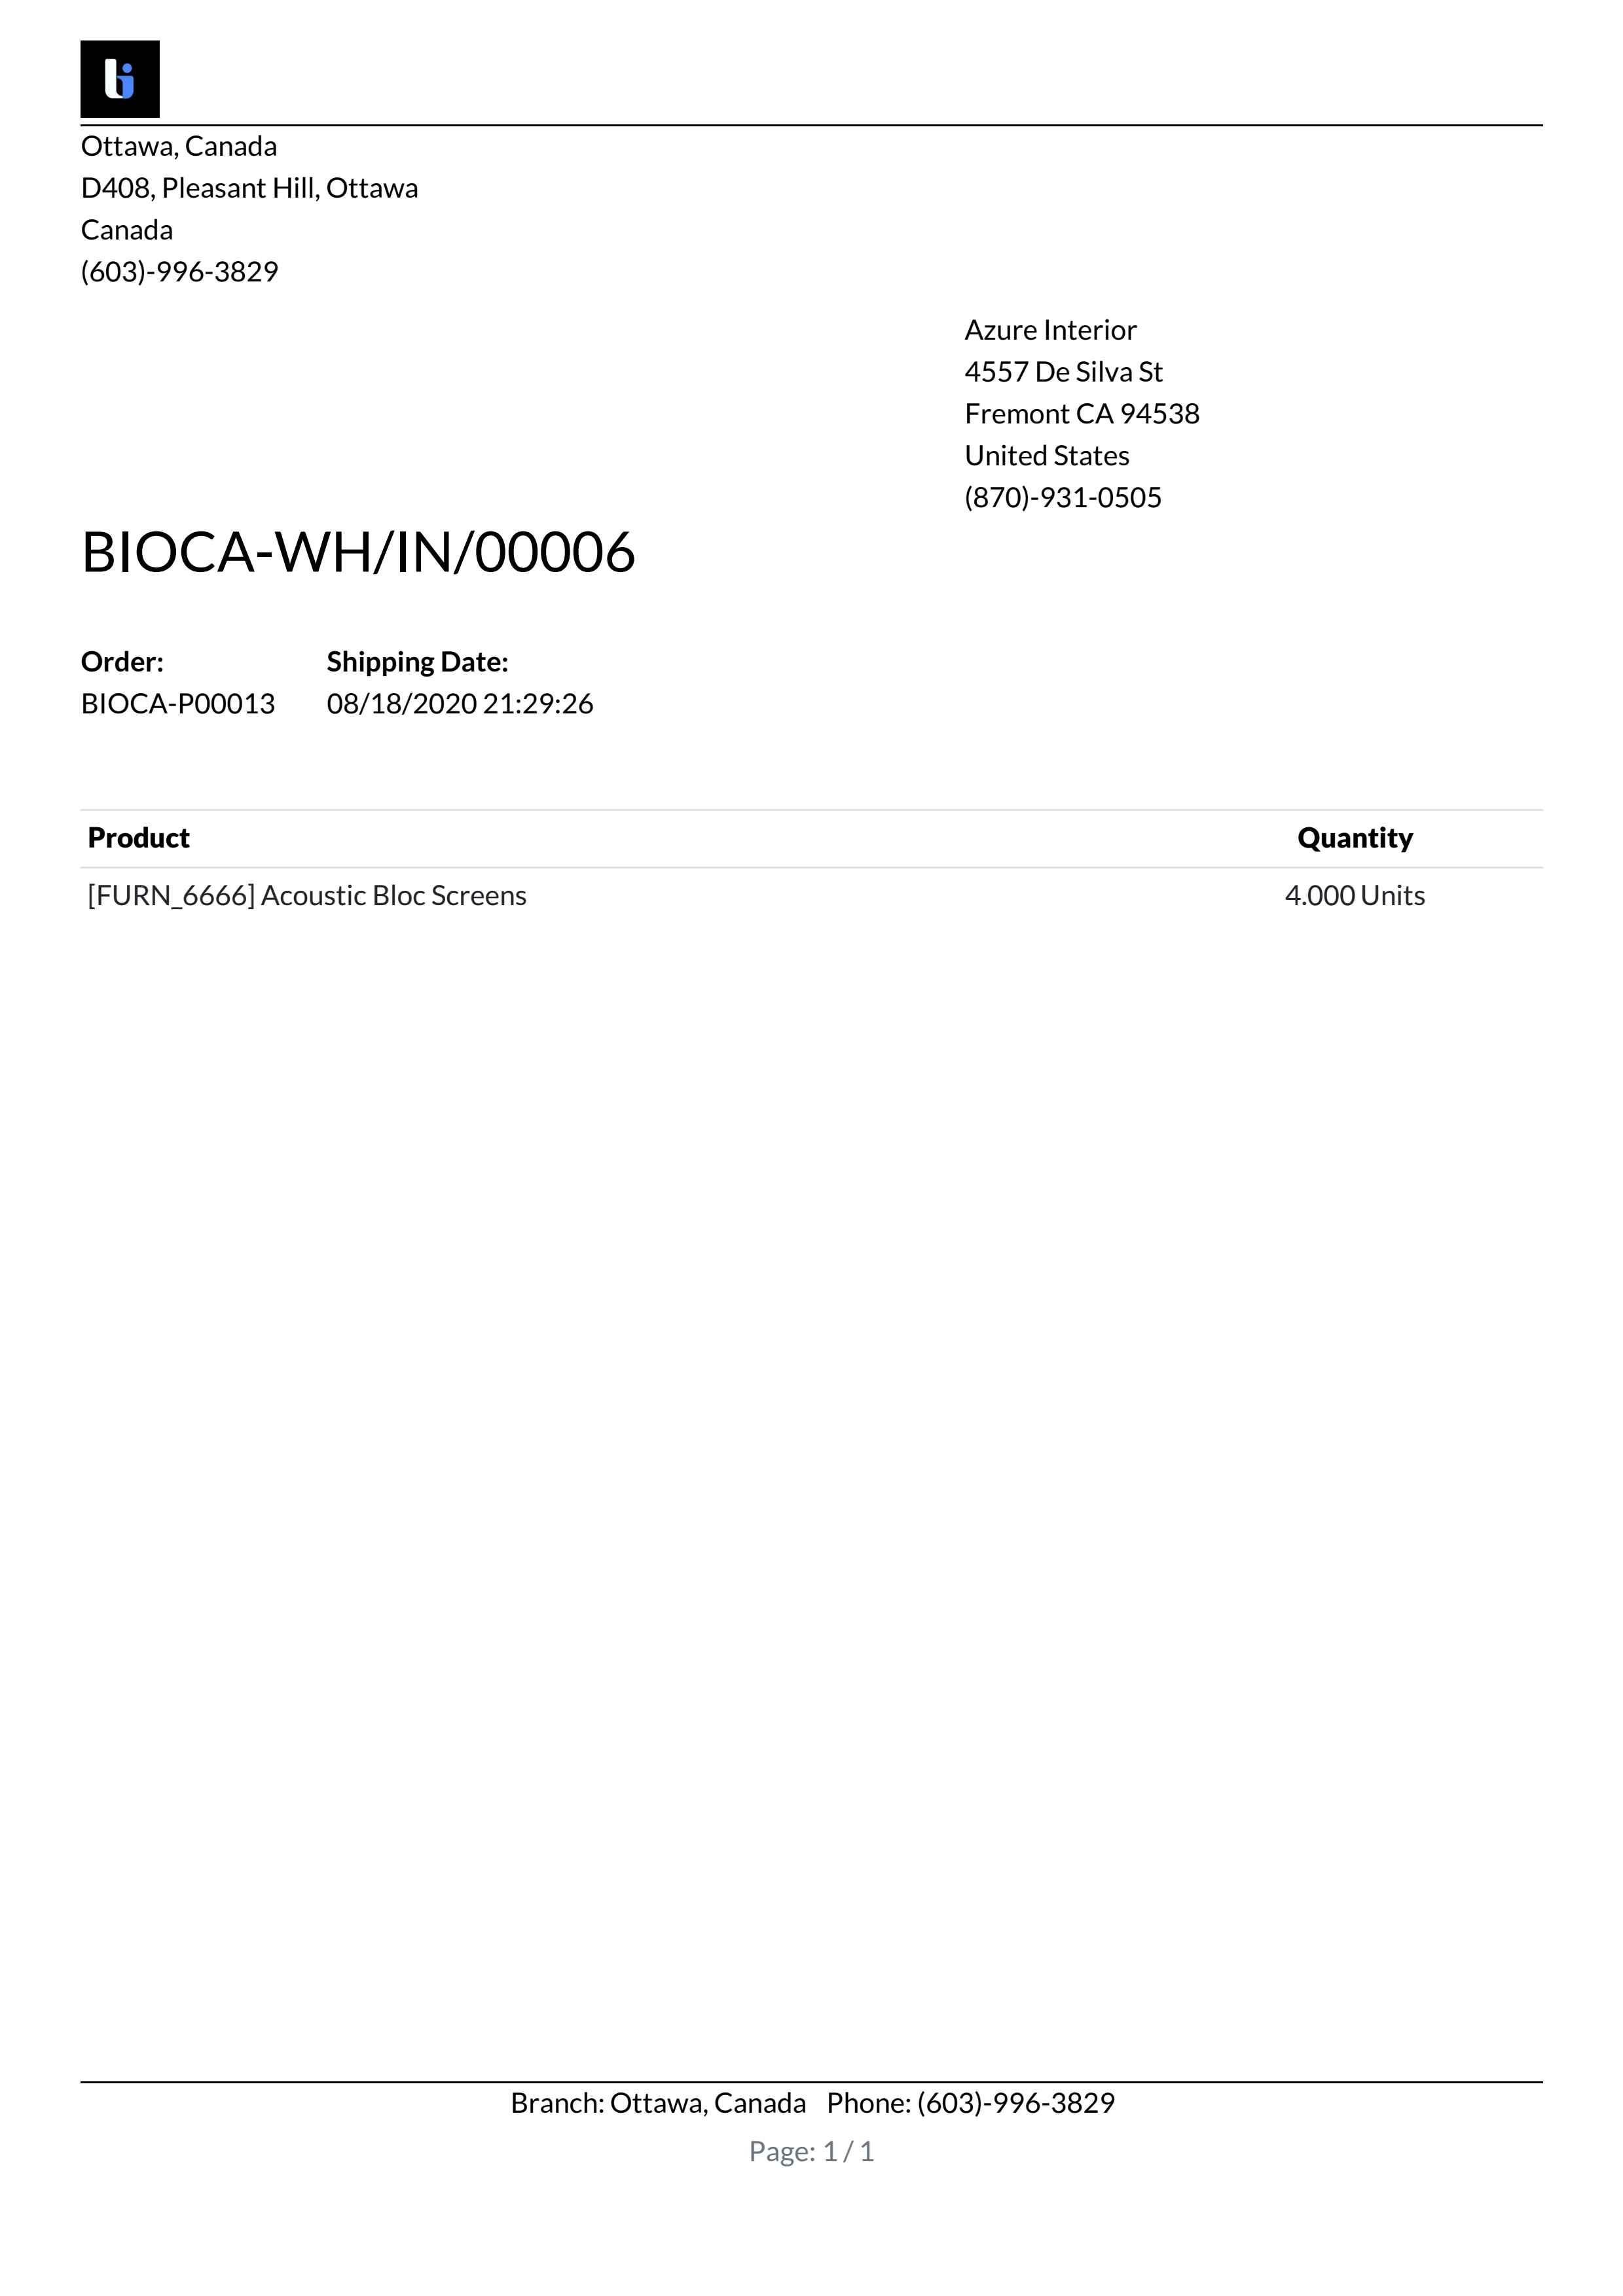 Ottawa, Canada
D408, Pleasant Hill, Ottawa
Canada
(603)-996-3829
Azure Interior
4557 De Silva St
Fremont CA 94538
United States
(870)-931-0505
BIOCA-WH/IN/00006
Order: Shipping Date:
BIOCA-P00013 08/18/2020 21:29:26
Product Quantity
[FURN_6666] Acoustic Bloc Screens 4.000 Units
Branch: Ottawa, Canada Phone: (603)-996-3829
Page: 1 / 1